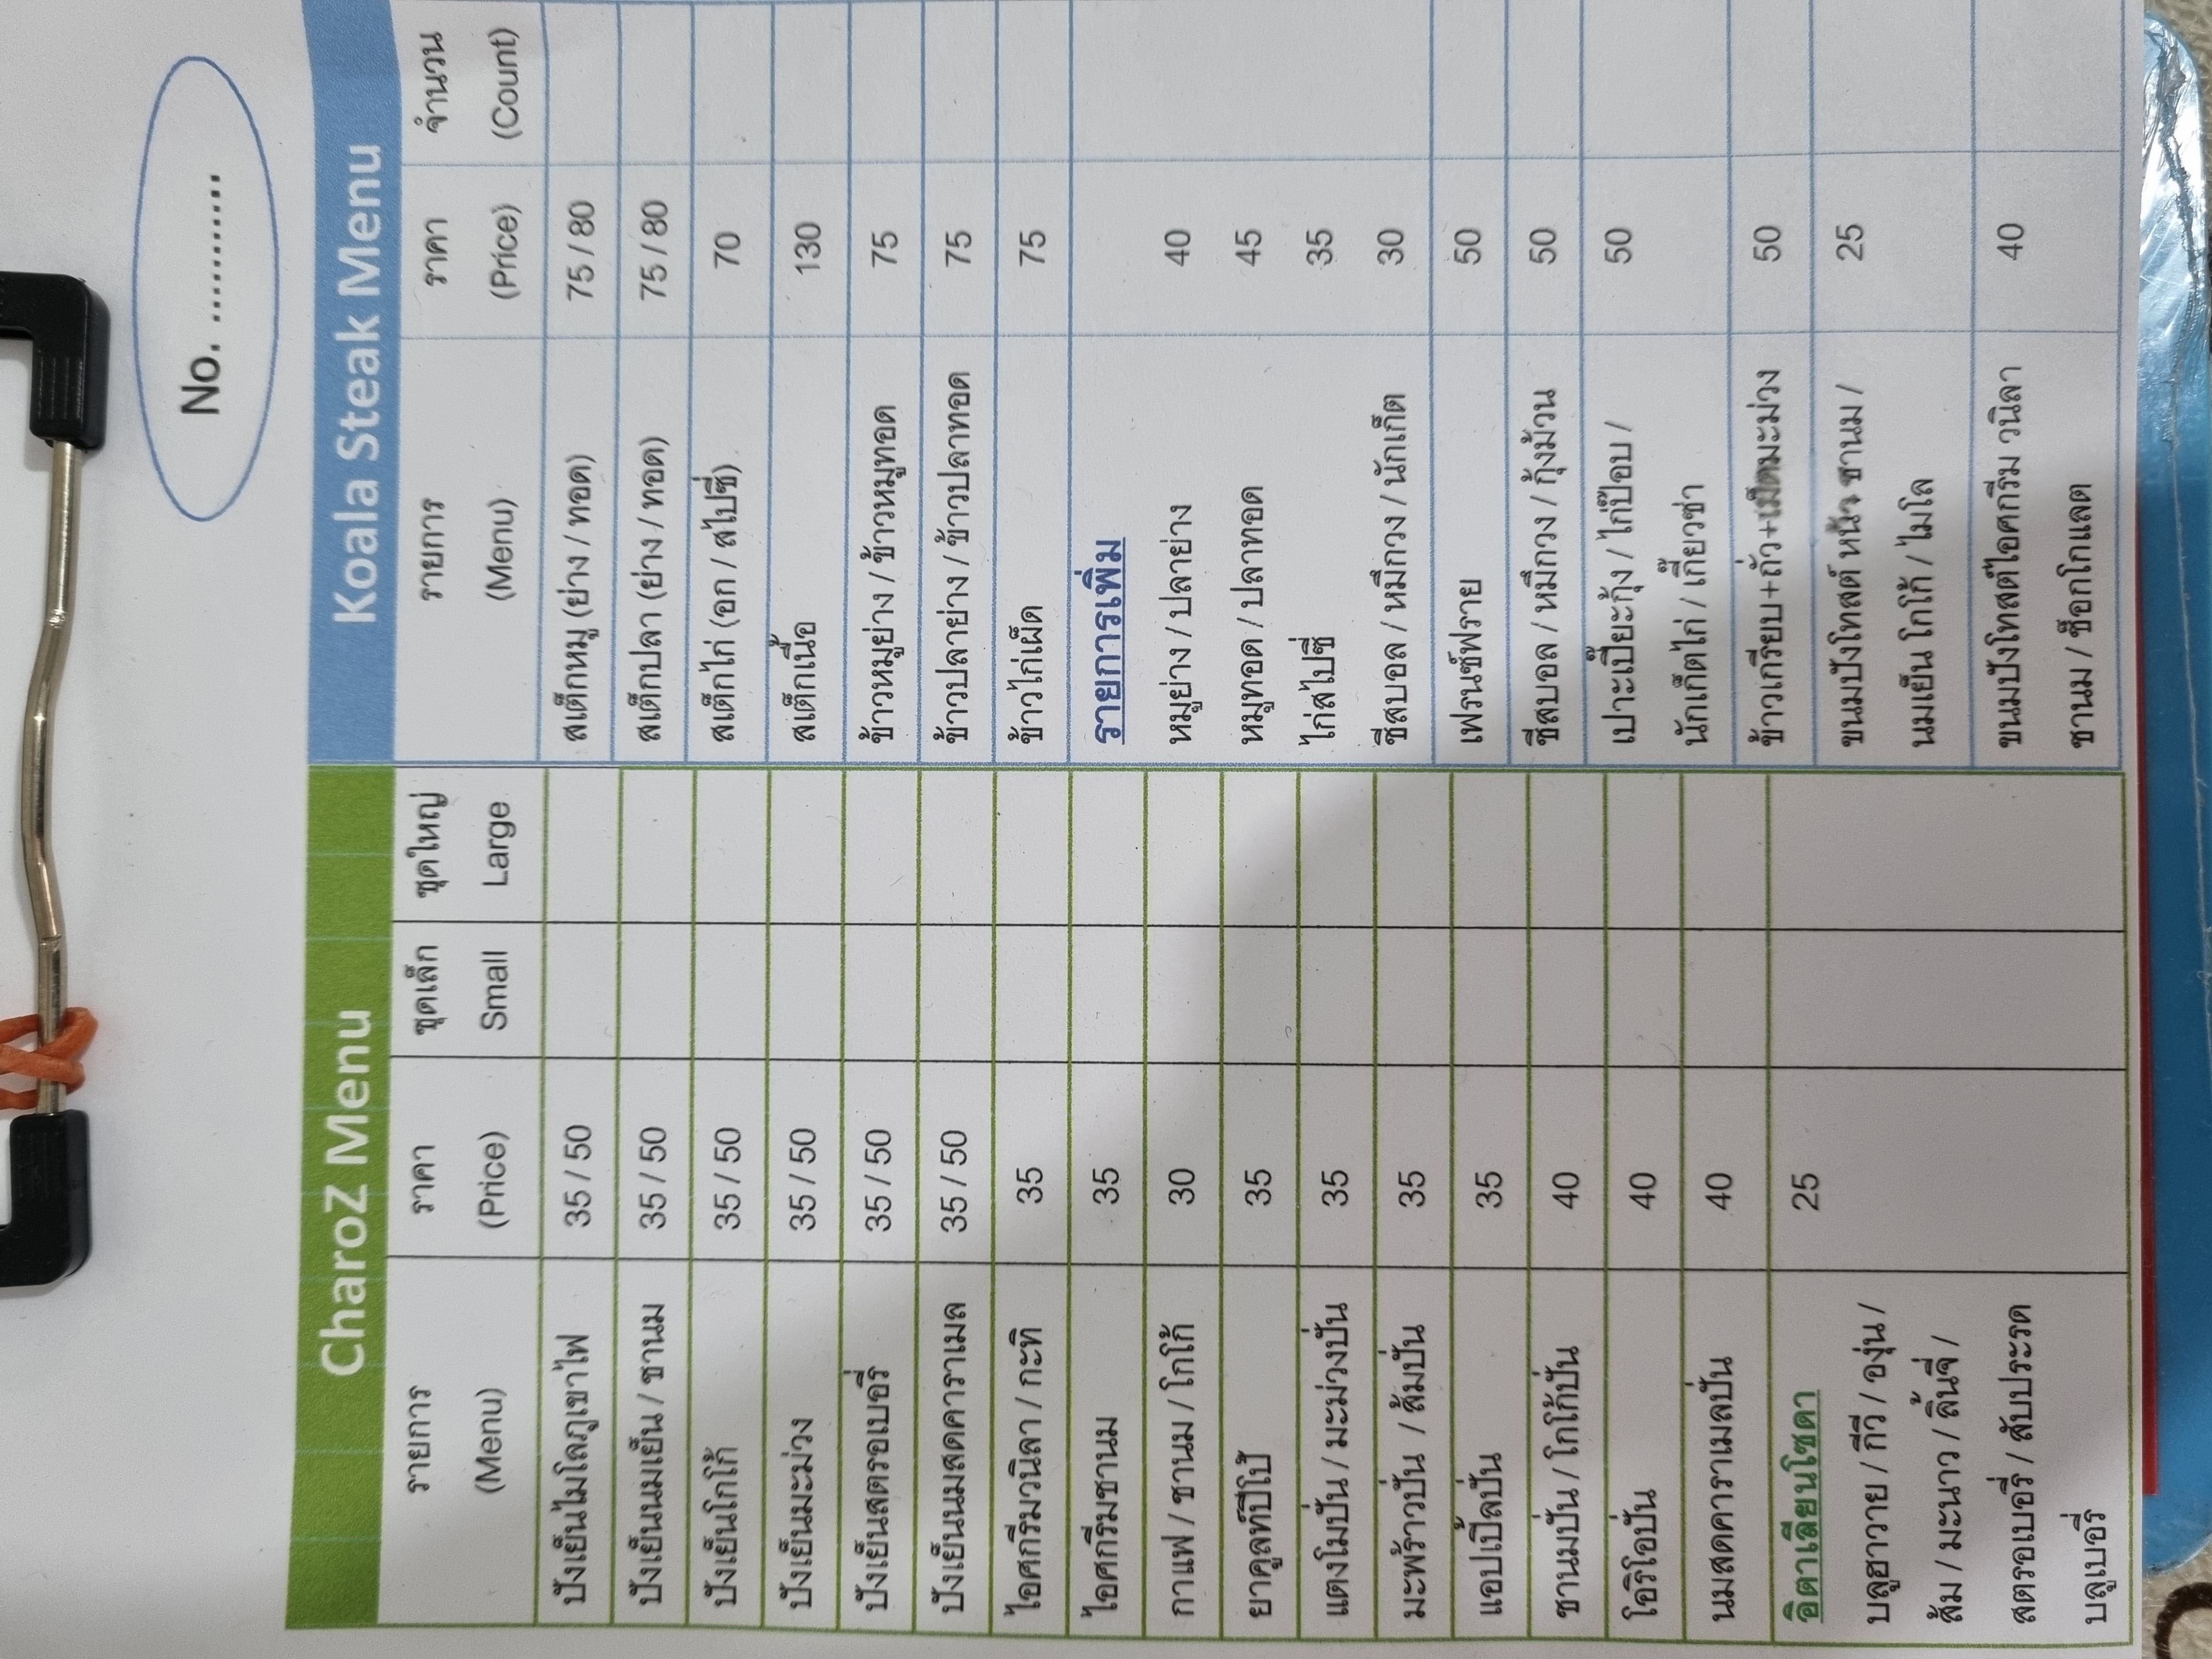 No. ...........
CharoZ Menu
รายการ ราคา ชุดเล็ก ชุดใหญ่
(Menu) (Price) Small Large
ปังเย็นไมโลภูเขาไฟ 35 / 50
ปังเย็นนมเย็น / ชานม 35 / 50
ปังเย็นโกโก้ 35 / 50
ปังเย็นมะม่วง 35 / 50
ปังเย็นสตรอเบอรี่ 35 / 50
ปังเย็นนมสดคาราเมล 35 / 50
ไอศกรีมวนิลา / กะทิ 35
ไอศกรีมชานม 35
กาแฟ / ชานม / โกโก้ 30
ยาคูลท์ปีโป้ 35
แตงโมปั่น / มะม่วงปั่น 35
มะพร้าวปั่น / ส้มปั่น 35
แอปเปิ้ลปั่น 35
ชานมปั่น / โกโก้ปั่น 40
โอริโอปั่น 40
นมสดคาราเมลปั่น 40
อิตาเลียนโซดา 25
บลูฮาวาย / กีวี / องุ่น /
ส้ม / มะนาว / ลิ้นจี่ /
สตรอเบอรี่ / สับประรด
บลูเบอรี่
Koala Steak Menu
รายการ ราคา จำนวน
(Menu) (Price) (Count)
สเต็กหมู (ย่าง / ทอด) 75 / 80
สเต็กปลา (ย่าง / ทอด) 75 / 80
สเต็กไก่ (อก / สไปซี่) 70
สเต็กเนื้อ 130
ข้าวหมูย่าง / ข้าวหมูทอด 75
ข้าวปลาย่าง / ข้าวปลาทอด 75
ข้าวไก่เผ็ด 75
รายการเพิ่ม
หมูย่าง / ปลาย่าง 40
หมูทอด / ปลาทอด 45
ไก่สไปซี่ 35
ชีสบอล / หมึกวง / นักเก็ต 30
เฟรนซ์ฟราย 50
ชีสบอล / หมึกวง / กุ้งม้วน 50
เปาะเปี๊ยะกุ้ง / ไก่ป๊อบ / 50
นักเก็ตไก่ / เกี๊ยวซ่า
ข้าวเกรียบ+ถั่ว+เม็ดมะม่วง 50
ขนมปังโทสต์ หน้า ชานม / 25
นมเย็น โกโก้ / ไมโล
ขนมปังโทสต์ไอศกรีม วนิลา 40
ชานม / ช็อกโกแลต